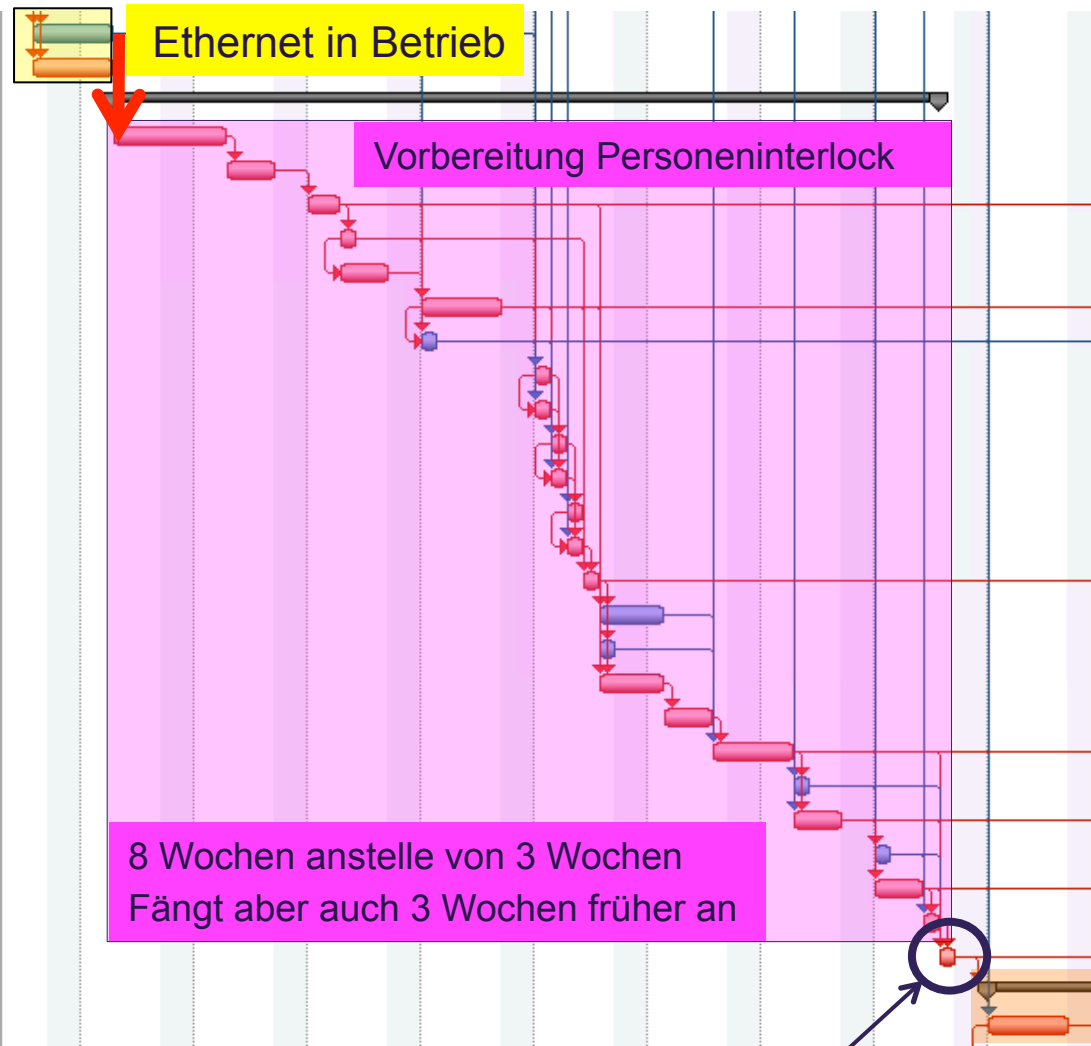 Ethernet in Betrieb
Vorbereitung Personeninterlock
8 Wochen anstelle von 3 Wochen
Fängt aber auch 3 Wochen früher an